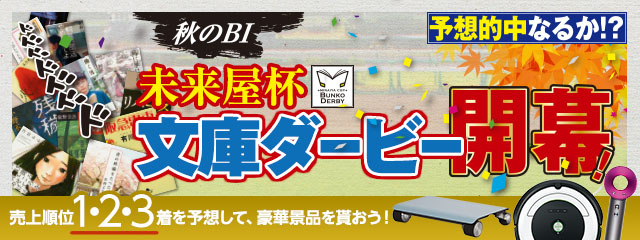 秋のBI
予想的中なるか!?
ドドドドドドド
未来屋杯
MIRAIYA CUP
BUNKO
DERBY
文庫ダービー開幕!
売上順位1・2・3着を予想して、豪華景品を貰おう!